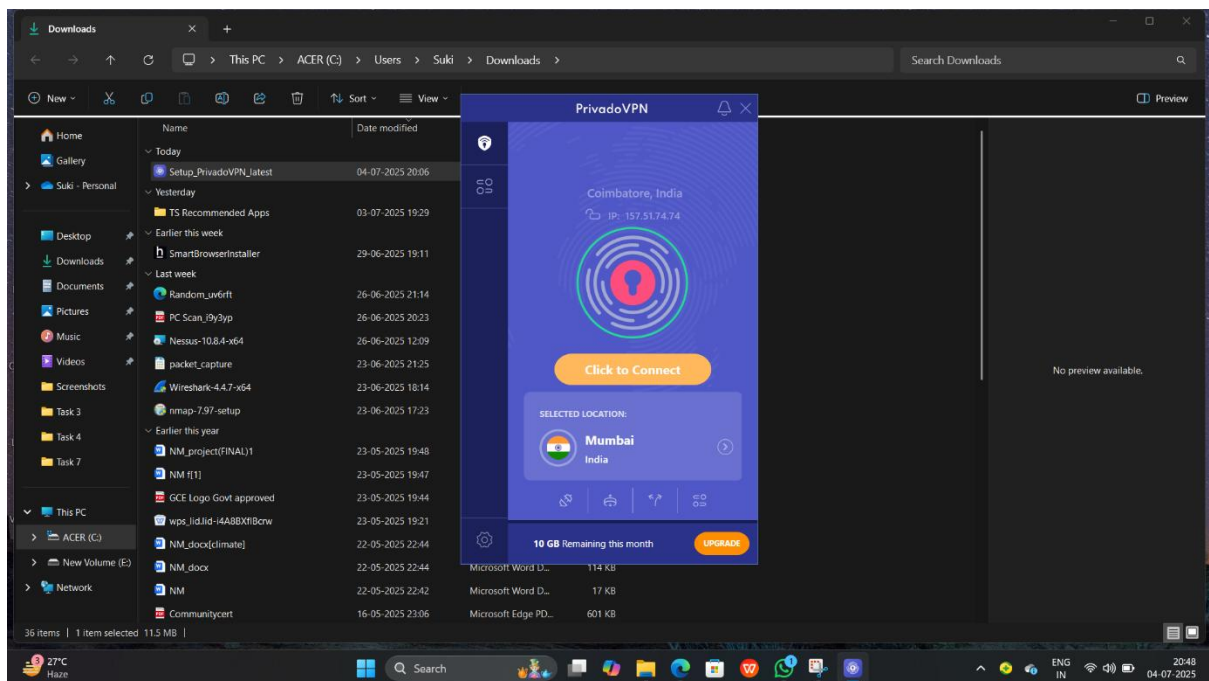 Downloads
This PC > ACER (C:) > Users > Suki > Downloads >
Search Downloads
New
Sort
View
Preview
Home
Gallery
Suki - Personal
Desktop
Downloads
Documents
Pictures
Music
Videos
Screenshots
Task 3
Task 4
Task 7
This PC
ACER (C:)
New Volume (E:)
Network
Name Date modified
Today
Setup_PrivadoVPN_latest 04-07-2025 20:06
Yesterday
TS Recommended Apps 03-07-2025 19:29
Earlier this week
SmartBrowserInstaller 29-06-2025 19:11
Last week
Random_uv6rft 26-06-2025 21:14
PC Scan_i9y3yp 26-06-2025 20:23
Nessus-10.8.4-x64 26-06-2025 12:09
packet_capture 23-06-2025 21:25
Wireshark-4.4.7-x64 23-06-2025 18:14
nmap-7.97-setup 23-06-2025 17:23
Earlier this year
NM_project(FINAL)1 23-05-2025 19:48
NM f[1] 23-05-2025 19:47
GCE Logo Govt approved 23-05-2025 19:44
wps_lid.lid-i4A8BXfIBcrw 23-05-2025 19:21
NM_docx[climate] 22-05-2025 22:44
NM_docx 22-05-2025 22:44 Microsoft Word D... 114 KB
NM 22-05-2025 22:42 Microsoft Word D... 17 KB
Communitycert 16-05-2025 23:06 Microsoft Edge PD... 601 KB
PrivadoVPN
Coimbatore, India
IP: 157.51.74.74
Click to Connect
SELECTED LOCATION:
Mumbai
India
10 GB Remaining this month
UPGRADE
No preview available.
36 items | 1 item selected 11.5 MB |
3
27°C
Haze
Search
ENG
IN
20:48
04-07-2025